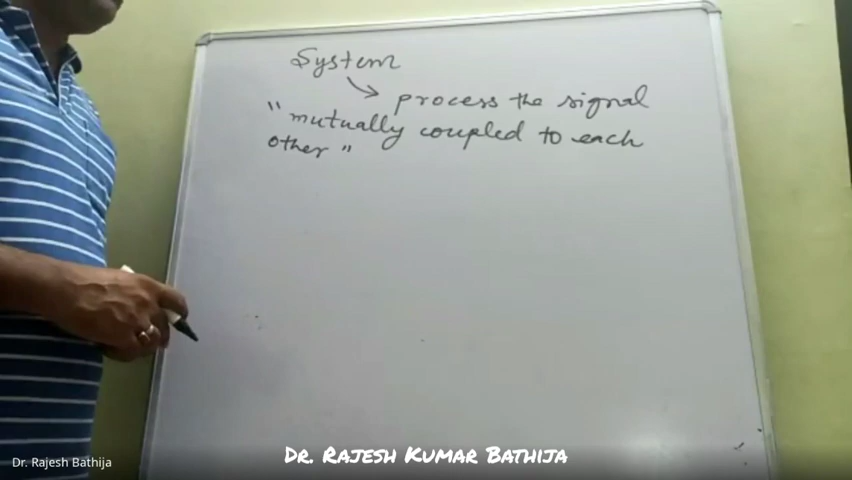 System
process the signal
"mutually coupled to each
other"
Dr. Rajesh Kumar Bathija
Dr. Rajesh Bathija